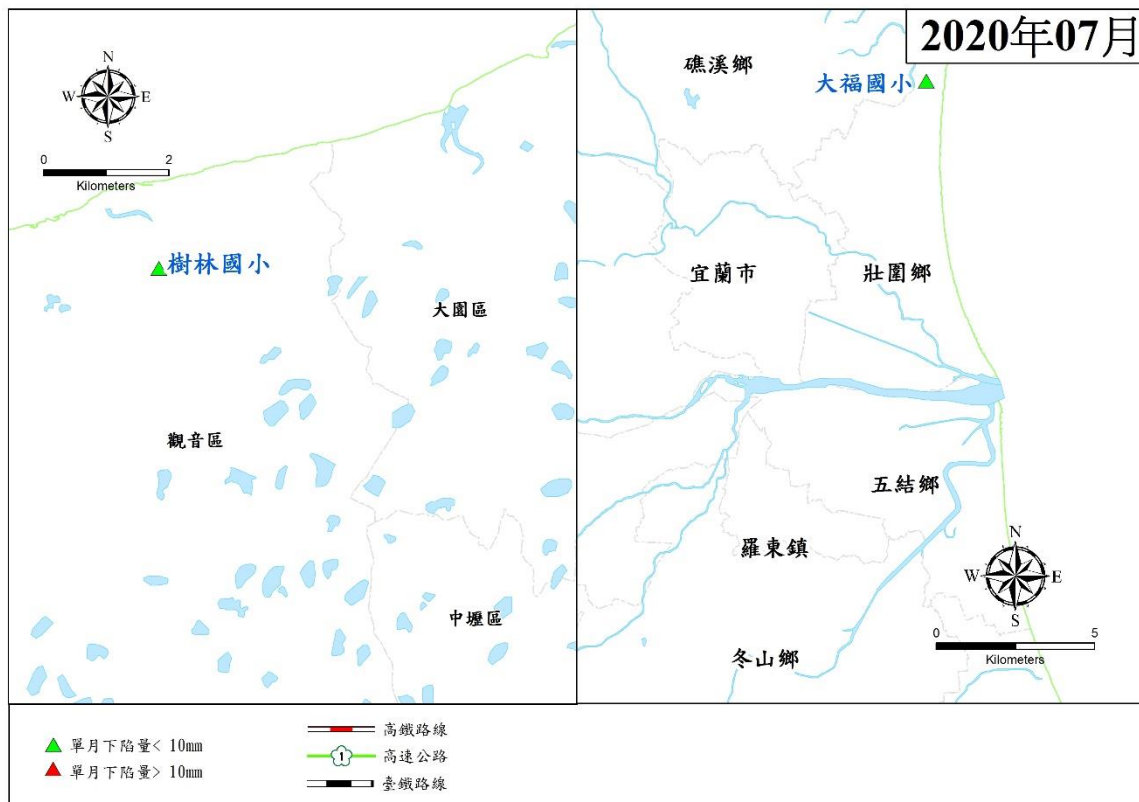 2020年07月
N
W
E
S
0
2
Kilometers
樹林國小
大園區
觀音區
中壢區
礁溪鄉
大福國小
宜蘭市
壯圍鄉
五結鄉
羅東鎮
冬山鄉
N
W
E
S
0
5
Kilometers
單月下陷量< 10mm
單月下陷量> 10mm
高鐵路線
1
高速公路
臺鐵路線